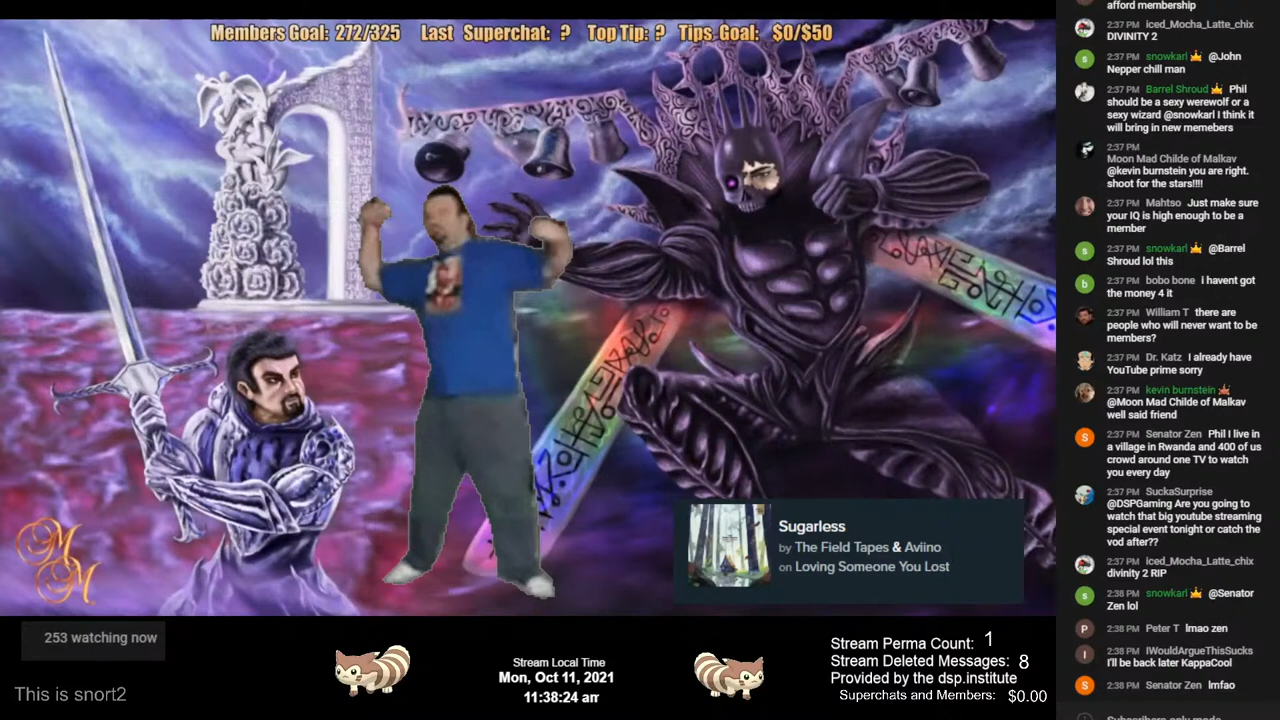 Members Goal: 272/325 Last Superchat: ? Top Tip: ? Tips Goal: $0/$50
MM
Sugarless
by The Field Tapes & Aviino
on Loving Someone You Lost
253 watching now
This is snort2
Stream Local Time
Mon, Oct 11, 2021
11:38:24 am
Stream Perma Count: 1
Stream Deleted Messages: 8
Provided by the dsp.institute
Superchats and Members: $0.00
afford membership
2:37 PM iced_Mocha_Latte_chix
DIVINITY 2
2:37 PM snowkarl @John
Nepper chill man
2:37 PM Barrel Shroud Phil
should be a sexy werewolf or a
sexy wizard @snowkarl I think it
will bring in new memebers
2:37 PM
Moon Mad Childe of Malkav
@kevin burnstein you are right.
shoot for the stars!!!!
2:37 PM Mahtso Just make sure
your IQ is high enough to be a
member
2:37 PM snowkarl @Barrel
Shroud lol this
2:37 PM bobo bone i havent got
the money 4 it
2:37 PM William T there are
people who will never want to be
members?
2:37 PM Dr. Katz I already have
YouTube prime sorry
2:37 PM kevin burnstein
@Moon Mad Childe of Malkav
well said friend
2:37 PM Senator Zen Phil I live in
a village in Rwanda and 400 of us
crowd around one TV to watch
you every day
2:37 PM SuckaSurprise
@DSPGaming Are you going to
watch that big youtube streaming
special event tonight or catch the
vod after??
2:37 PM iced_Mocha_Latte_chix
divinity 2 RIP
2:38 PM snowkarl @Senator
Zen lol
2:38 PM Peter T lmao zen
2:38 PM IWouldArgueThisSucks
I'll be back later KappaCool
2:38 PM Senator Zen lmfao
Subscribers-only mode